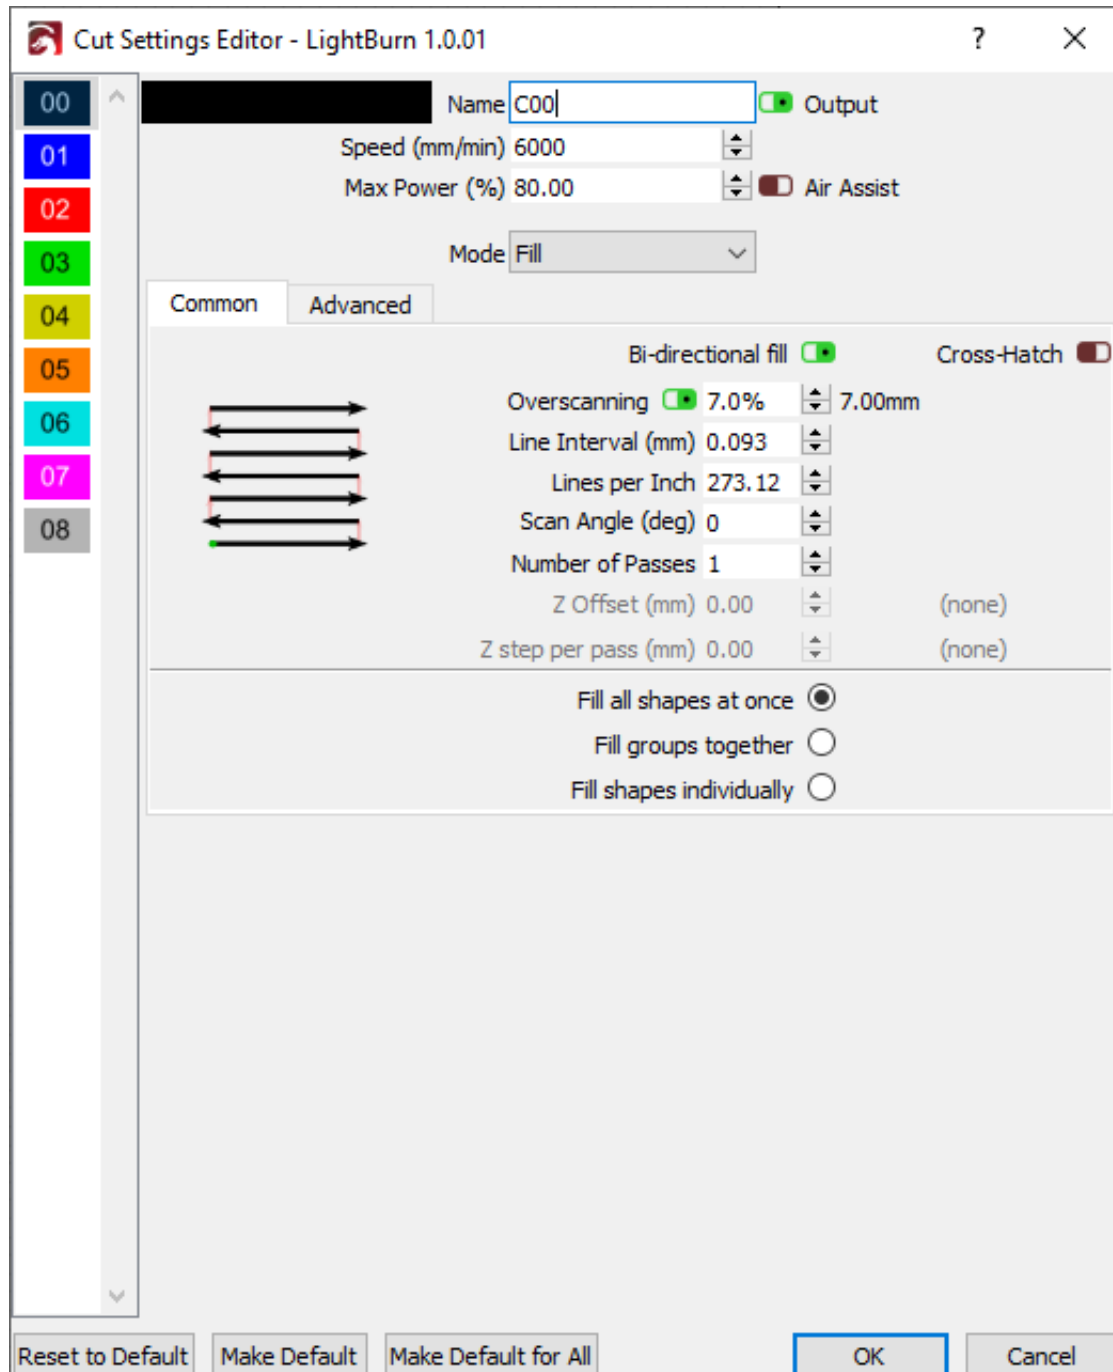 Cut Settings Editor - LightBurn 1.0.01
?
00
01
02
03
04
05
06
07
08
Name C00 Output
Speed (mm/min) 6000
Max Power (%) 80.00 Air Assist
Mode Fill
Common Advanced
Bi-directional fill Cross-Hatch
Overscanning 7.0% 7.00mm
Line Interval (mm) 0.093
Lines per Inch 273.12
Scan Angle (deg) 0
Number of Passes 1
Z Offset (mm) 0.00 (none)
Z step per pass (mm) 0.00 (none)
Fill all shapes at once
Fill groups together
Fill shapes individually
Reset to Default Make Default Make Default for All OK Cancel